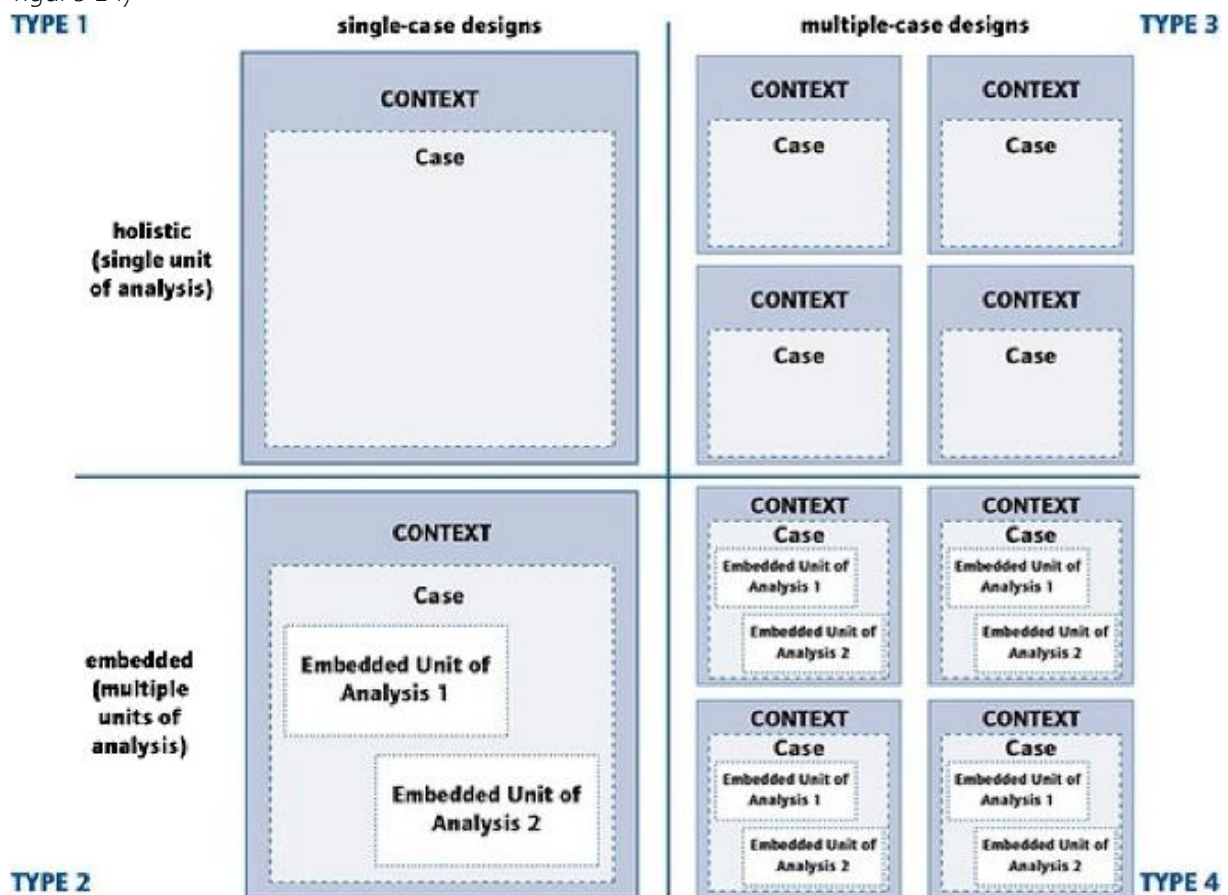 TYPE 1
single-case designs
multiple-case designs
TYPE 3
CONTEXT
Case
holistic
(single unit
of analysis)
CONTEXT
Case
CONTEXT
Case
CONTEXT
Case
CONTEXT
Case
embedded
(multiple
units of
analysis)
CONTEXT
Case
Embedded Unit of
Analysis 1
Embedded Unit of
Analysis 2
CONTEXT
Case
Embedded Unit of
Analysis 1
Embedded Unit of
Analysis 2
CONTEXT
Case
Embedded Unit of
Analysis 1
Embedded Unit of
Analysis 2
CONTEXT
Case
Embedded Unit of
Analysis 1
Embedded Unit of
Analysis 2
CONTEXT
Case
Embedded Unit of
Analysis 1
Embedded Unit of
Analysis 2
TYPE 2
TYPE 4